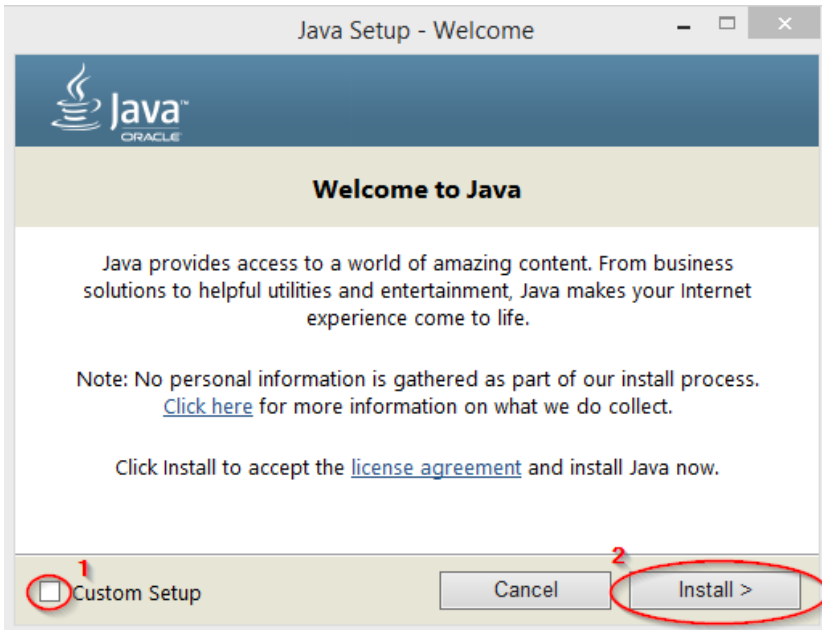 Java Setup - Welcome
Java™
ORACLE
Welcome to Java
Java provides access to a world of amazing content. From business
solutions to helpful utilities and entertainment, Java makes your Internet
experience come to life.
Note: No personal information is gathered as part of our install process.
Click here for more information on what we do collect.
Click Install to accept the license agreement and install Java now.
1
2
Custom Setup
Cancel
Install >